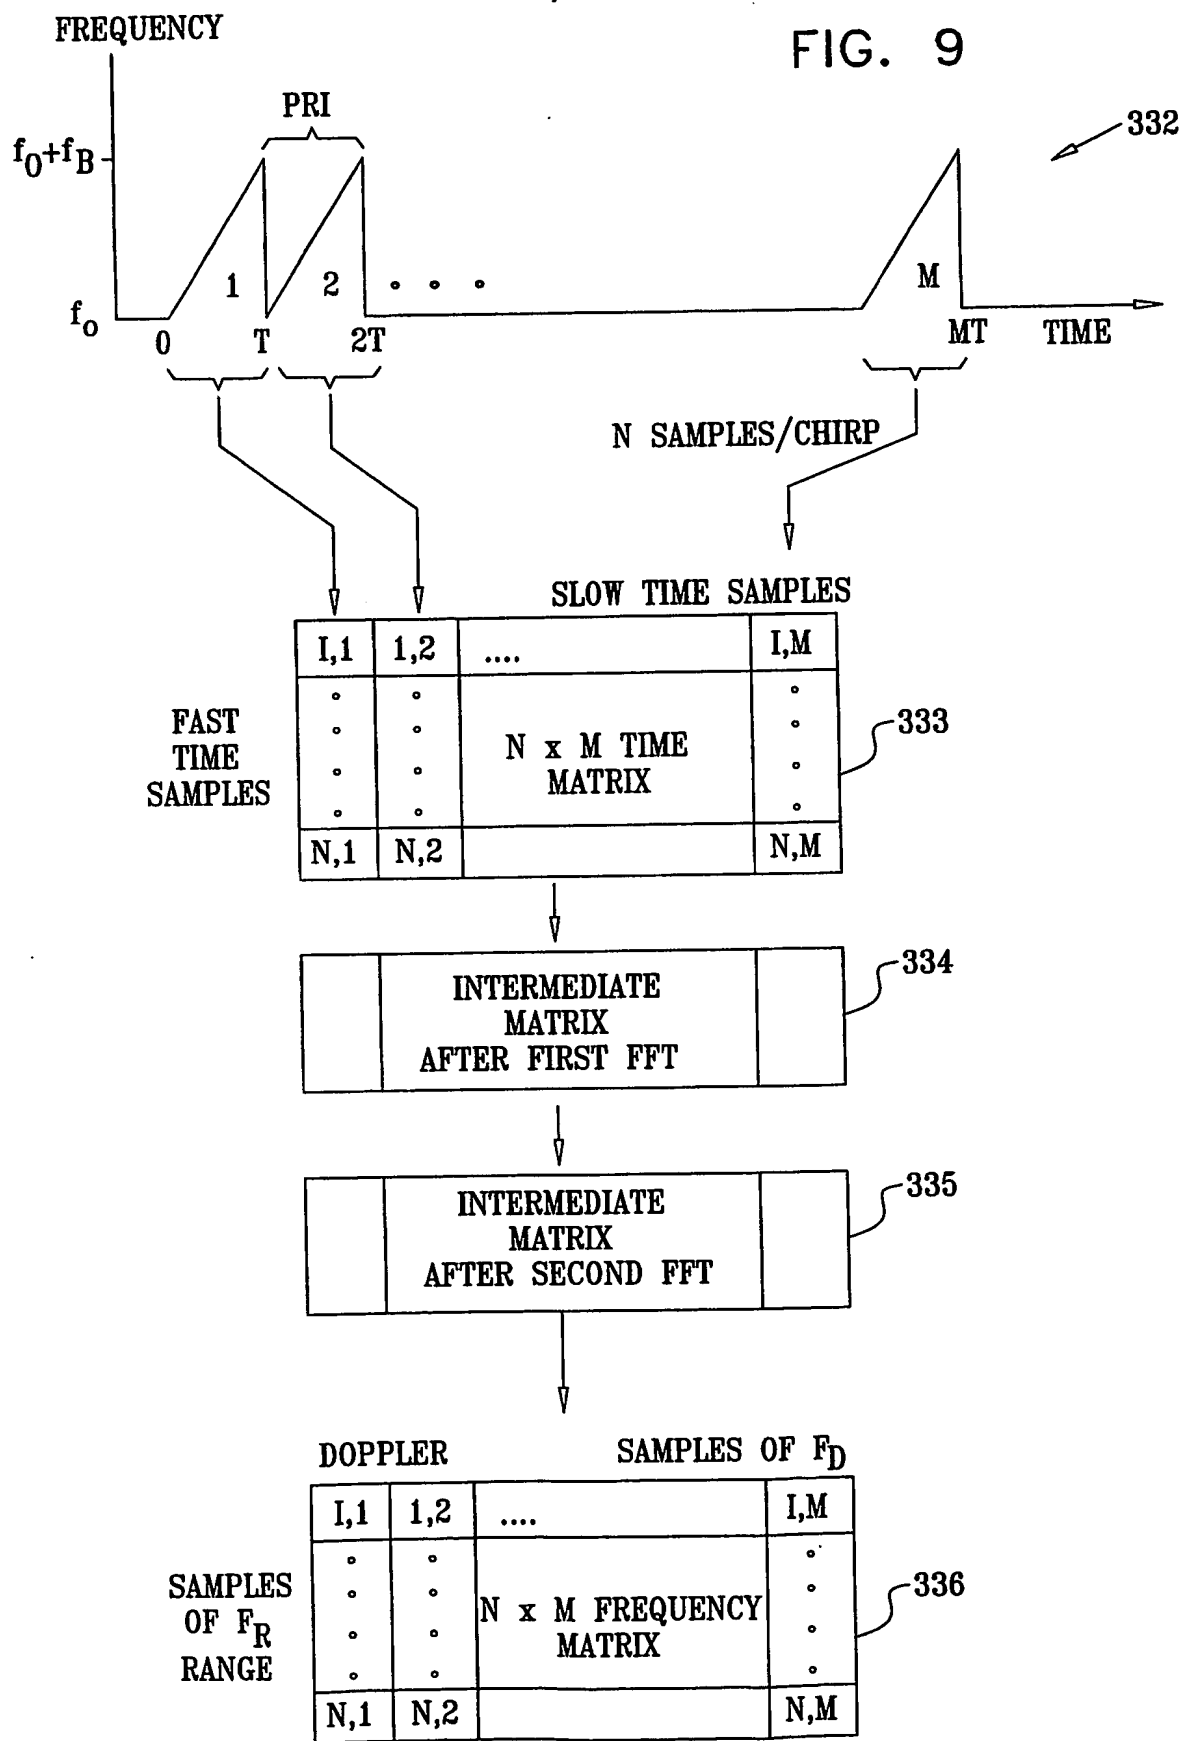 FREQUENCY
FIG. 9
PRI
332
f0+fB
1
2
M
fo
0
T
2T
MT
TIME
N SAMPLES/CHIRP
SLOW TIME SAMPLES
I,1
1,2
....
I,M
FAST
TIME
SAMPLES
N x M TIME
MATRIX
333
N,1
N,2
N,M
INTERMEDIATE
MATRIX
AFTER FIRST FFT
334
INTERMEDIATE
MATRIX
AFTER SECOND FFT
335
DOPPLER
SAMPLES OF FD
I,1
1,2
....
I,M
SAMPLES
OF FR
RANGE
N x M FREQUENCY
MATRIX
336
N,1
N,2
N,M